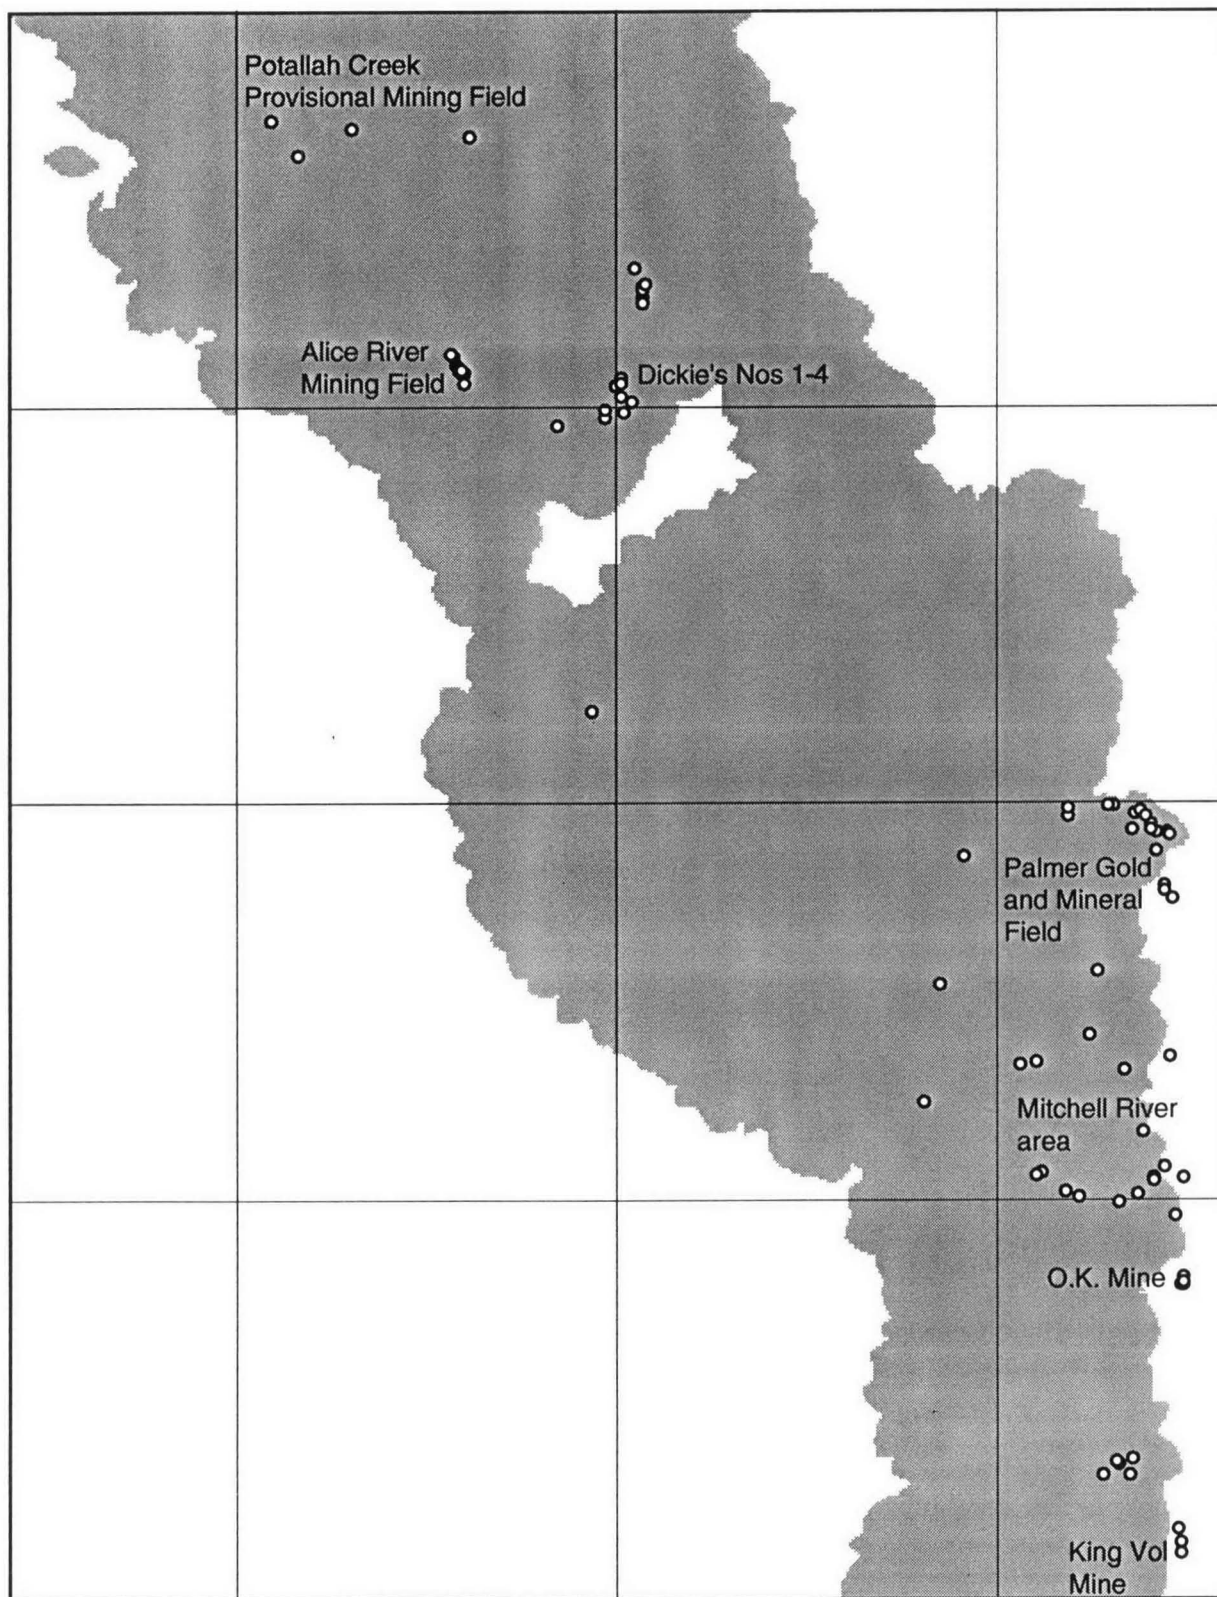 Potallah Creek
Provisional Mining Field
Alice River
Mining Field
Dickie's Nos 1-4
Palmer Gold
and Mineral
Field
Mitchell River
area
O.K. Mine
King Vol
Mine